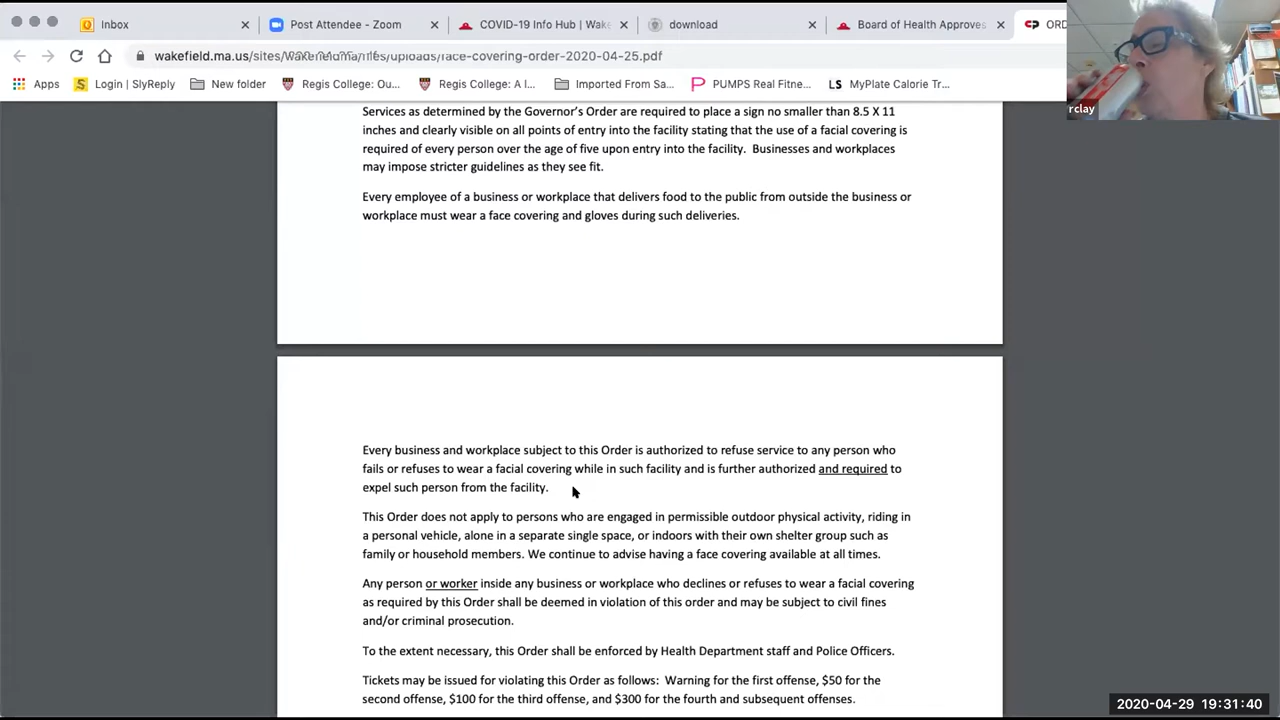 Inbox
Post Attendee - Zoom
COVID-19 Info Hub | Wake
download
Board of Health Approves
wakefield.ma.us/sites/
uploads/face-covering-order-2020-04-25.pdf
Apps
Login | SlyReply
New folder
Regis College: Ou...
Regis College: A I...
Imported From Sa...
PUMPS Real Fitne...
LS MyPlate Calorie Tr...
rclay
Services as determined by the Governor's Order are required to place a sign no smaller than 8.5 X 11
inches and clearly visible on all points of entry into the facility stating that the use of a facial covering is
required of every person over the age of five upon entry into the facility. Businesses and workplaces
may impose stricter guidelines as they see fit.
Every employee of a business or workplace that delivers food to the public from outside the business or
workplace must wear a face covering and gloves during such deliveries.
Every business and workplace subject to this Order is authorized to refuse service to any person who
fails or refuses to wear a facial covering while in such facility and is further authorized and required to
expel such person from the facility.
This Order does not apply to persons who are engaged in permissible outdoor physical activity, riding in
a personal vehicle, alone in a separate single space, or indoors with their own shelter group such as
family or household members. We continue to advise having a face covering available at all times.
Any person or worker inside any business or workplace who declines or refuses to wear a facial covering
as required by this Order shall be deemed in violation of this order and may be subject to civil fines
and/or criminal prosecution.
To the extent necessary, this Order shall be enforced by Health Department staff and Police Officers.
Tickets may be issued for violating this Order as follows: Warning for the first offense, $50 for the
second offense, $100 for the third offense, and $300 for the fourth and subsequent offenses.
2020-04-29 19:31:40